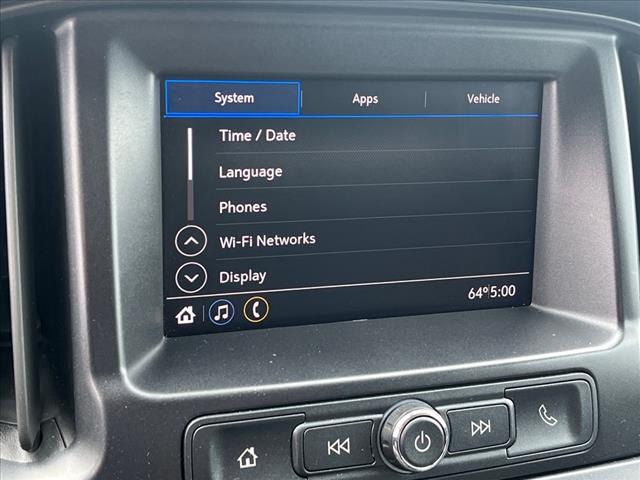 System Apps Vehicle
Time / Date
Language
Phones
Wi-Fi Networks
Display
64° 5:00